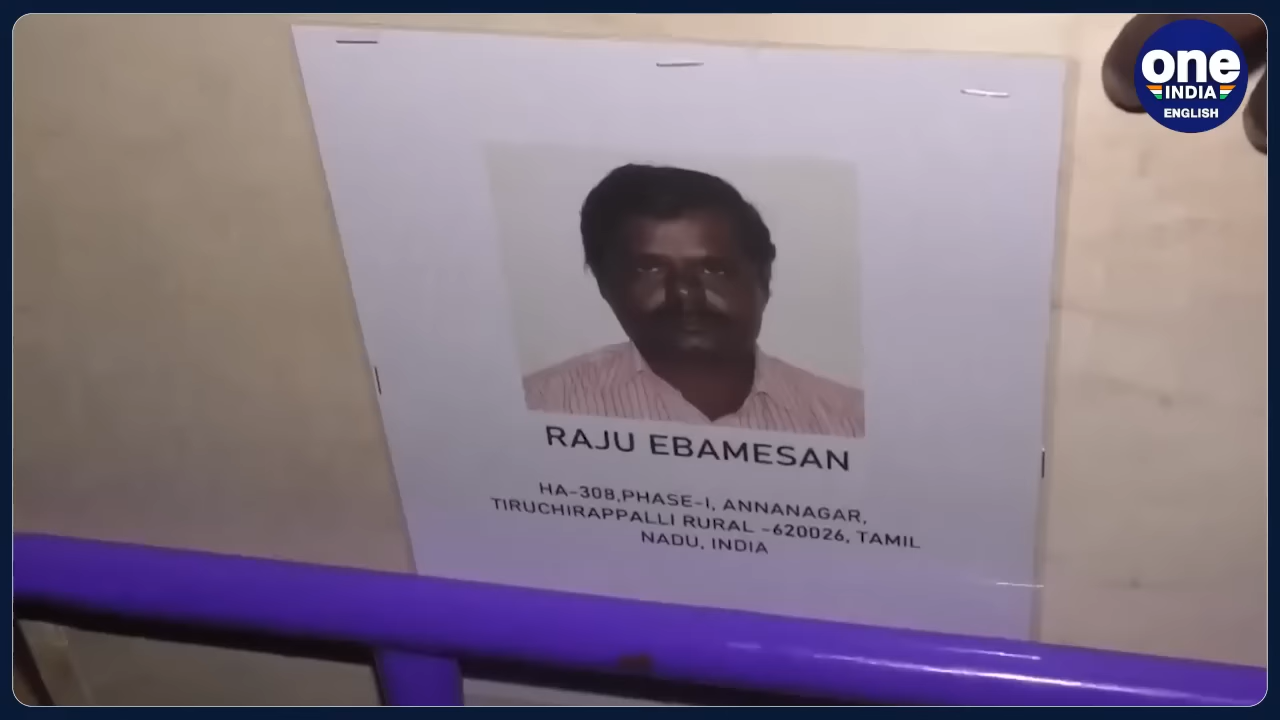 one
INDIA
ENGLISH
RAJU EBAMESAN
HA-308,PHASE-I, ANNANAGAR,
TIRUCHIRAPPALLI RURAL -620026, TAMIL
NADU, INDIA